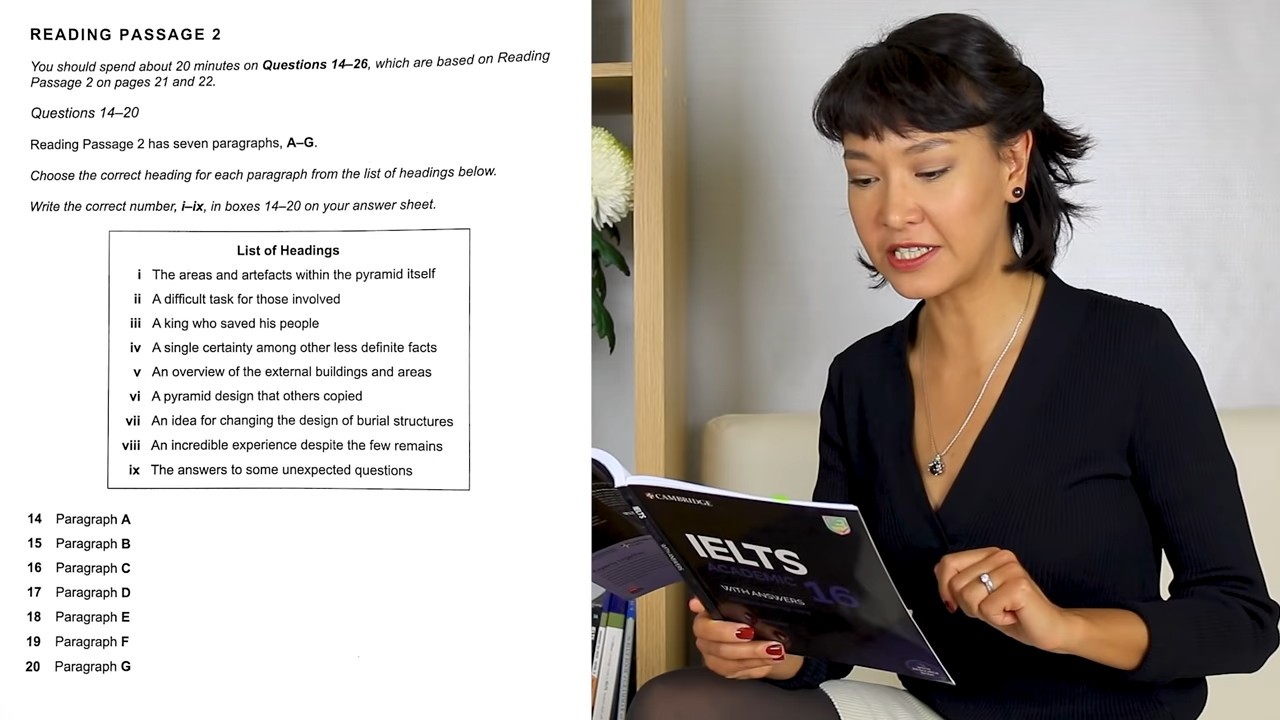 READING PASSAGE 2
You should spend about 20 minutes on Questions 14–26, which are based on Reading
Passage 2 on pages 21 and 22.
Questions 14–20
Reading Passage 2 has seven paragraphs, A–G.
Choose the correct heading for each paragraph from the list of headings below.
Write the correct number, i–ix, in boxes 14–20 on your answer sheet.
List of Headings
i The areas and artefacts within the pyramid itself
ii A difficult task for those involved
iii A king who saved his people
iv A single certainty among other less definite facts
v An overview of the external buildings and areas
vi A pyramid design that others copied
vii An idea for changing the design of burial structures
viii An incredible experience despite the few remains
ix The answers to some unexpected questions
14 Paragraph A
15 Paragraph B
16 Paragraph C
17 Paragraph D
18 Paragraph E
19 Paragraph F
20 Paragraph G
CAMBRIDGE
IELTS
ACADEMIC 16
WITH ANSWERS
IELTS